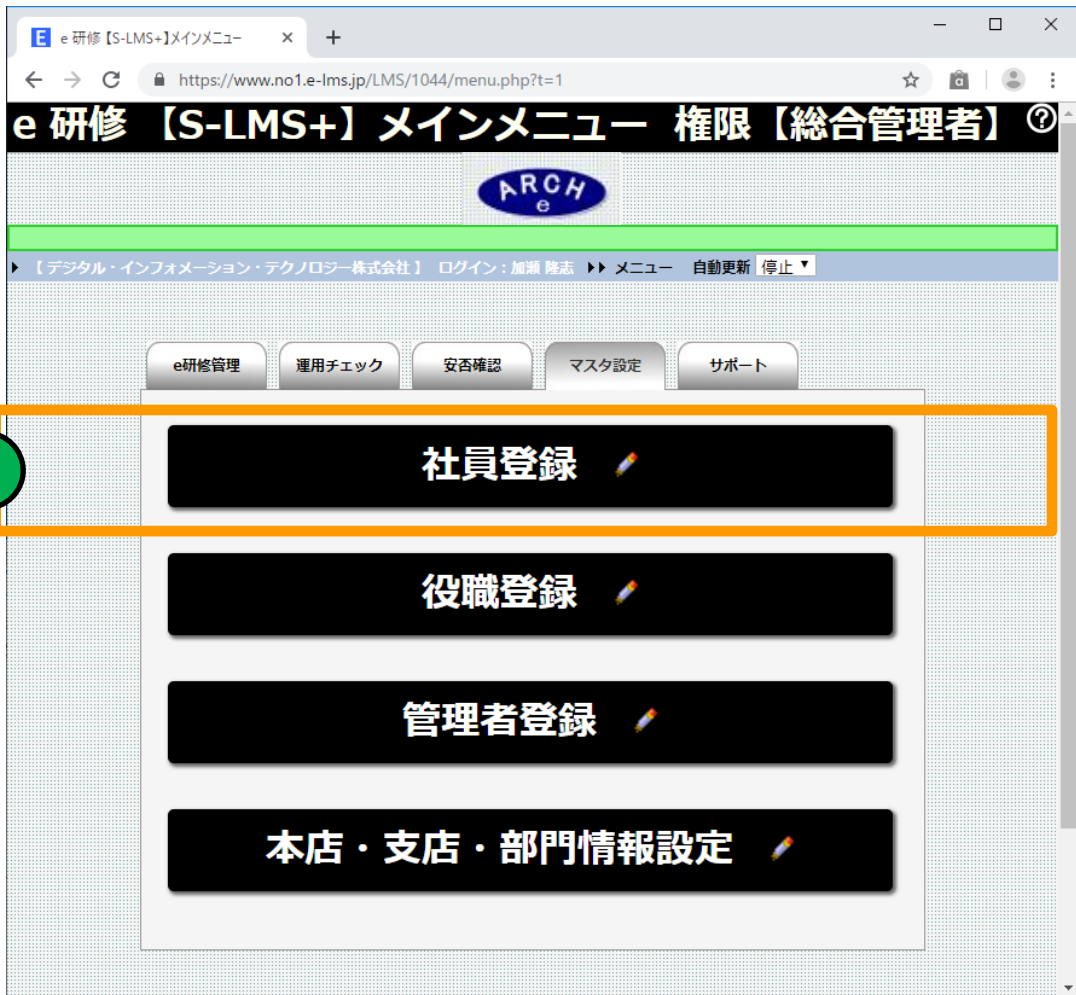 E e 研修【S-LMS+】メインメニュー
https://www.no1.e-lms.jp/LMS/1044/menu.php?t=1
e 研修 【S-LMS+】 メインメニュー 権限【総合管理者】
ARCH
e
【 デジタル・インフォメーション・テクノロジー株式会社 】 ログイン : 加瀬 隆志 メニュー 自動更新 停止
e研修管理 運用チェック 安否確認 マスタ設定 サポート
社員登録
役職登録
管理者登録
本店・支店・部門情報設定